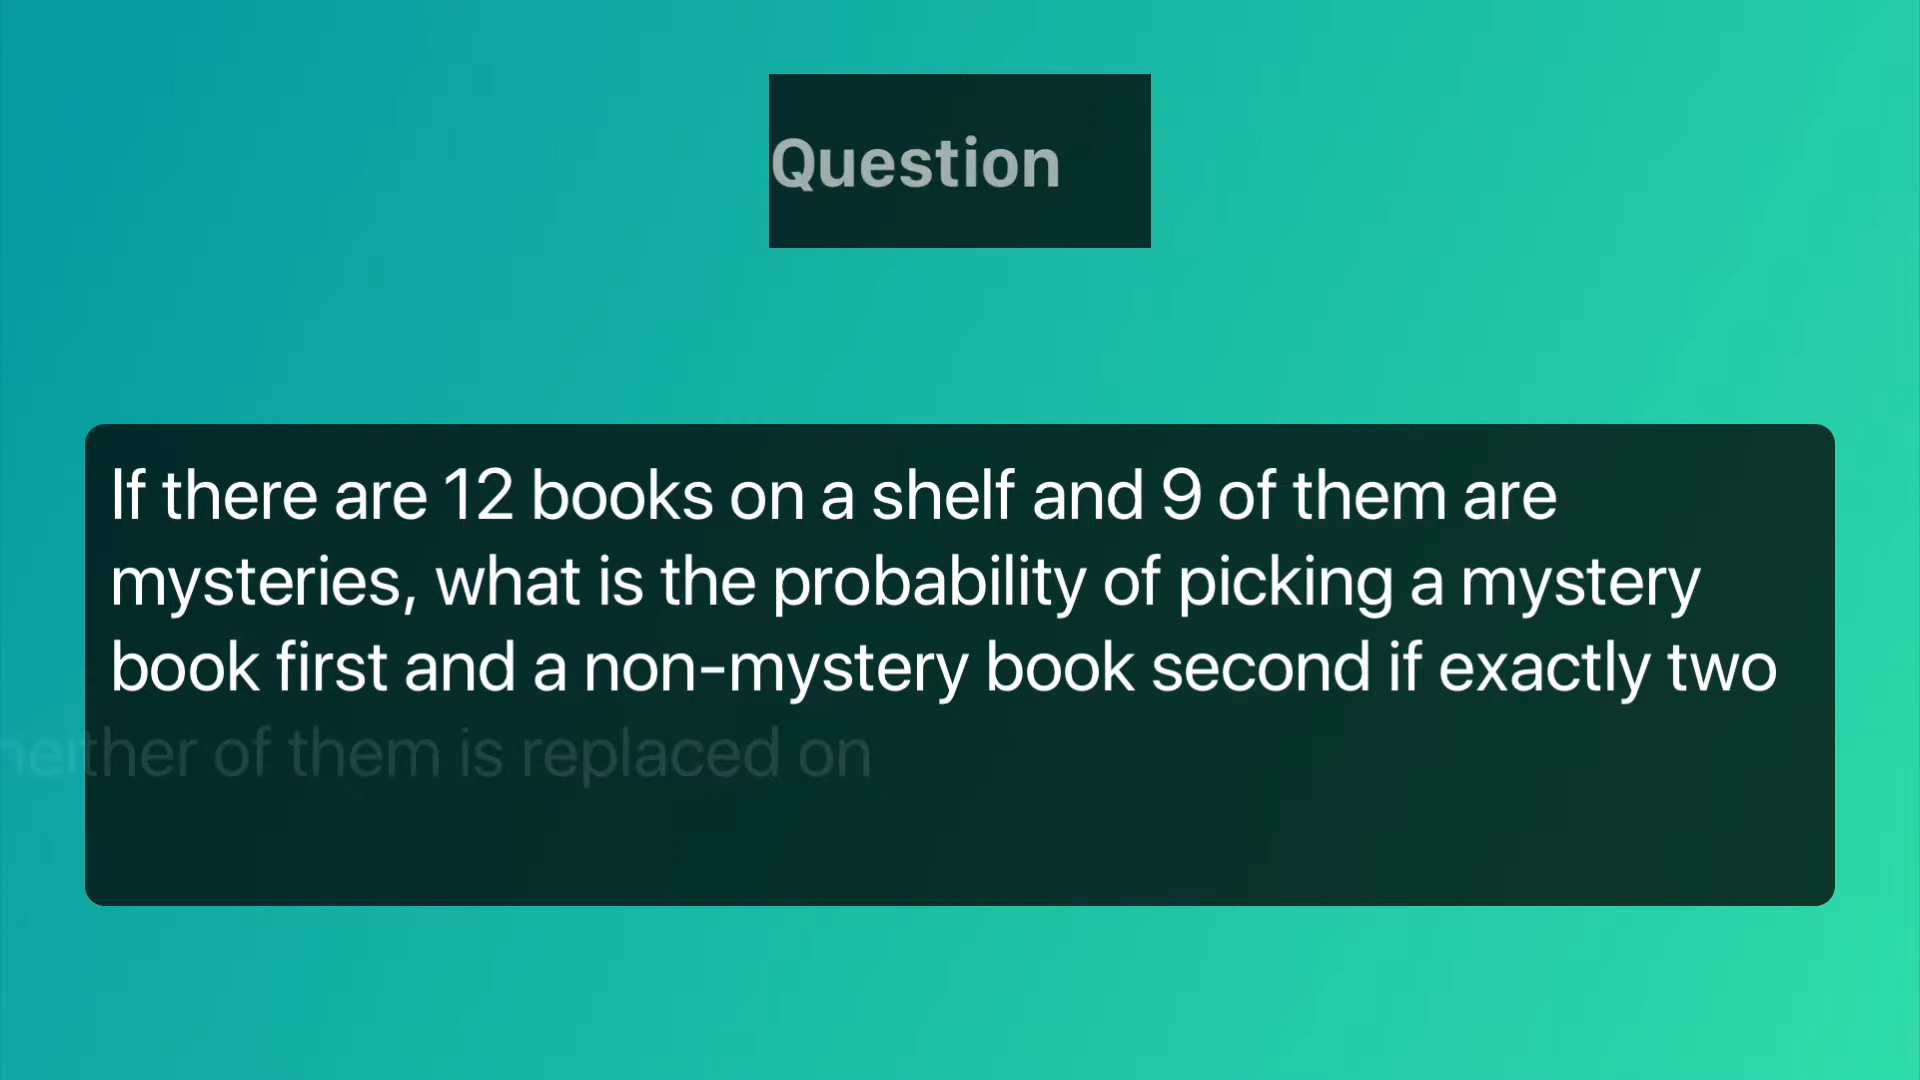 Question
If there are 12 books on a shelf and 9 of them are
mysteries, what is the probability of picking a mystery
book first and a non-mystery book second if exactly two
neither of them is replaced on